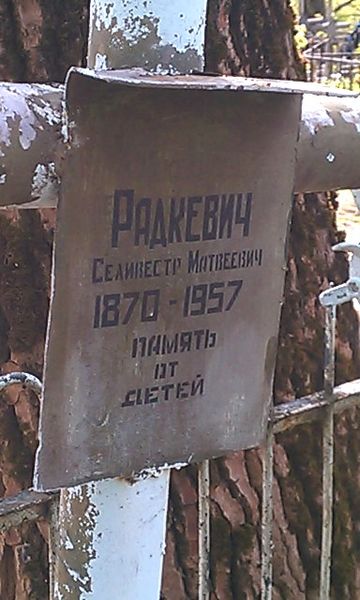 Радкевич
Селивестр Матвеевич
1870-1957
память
от
детей